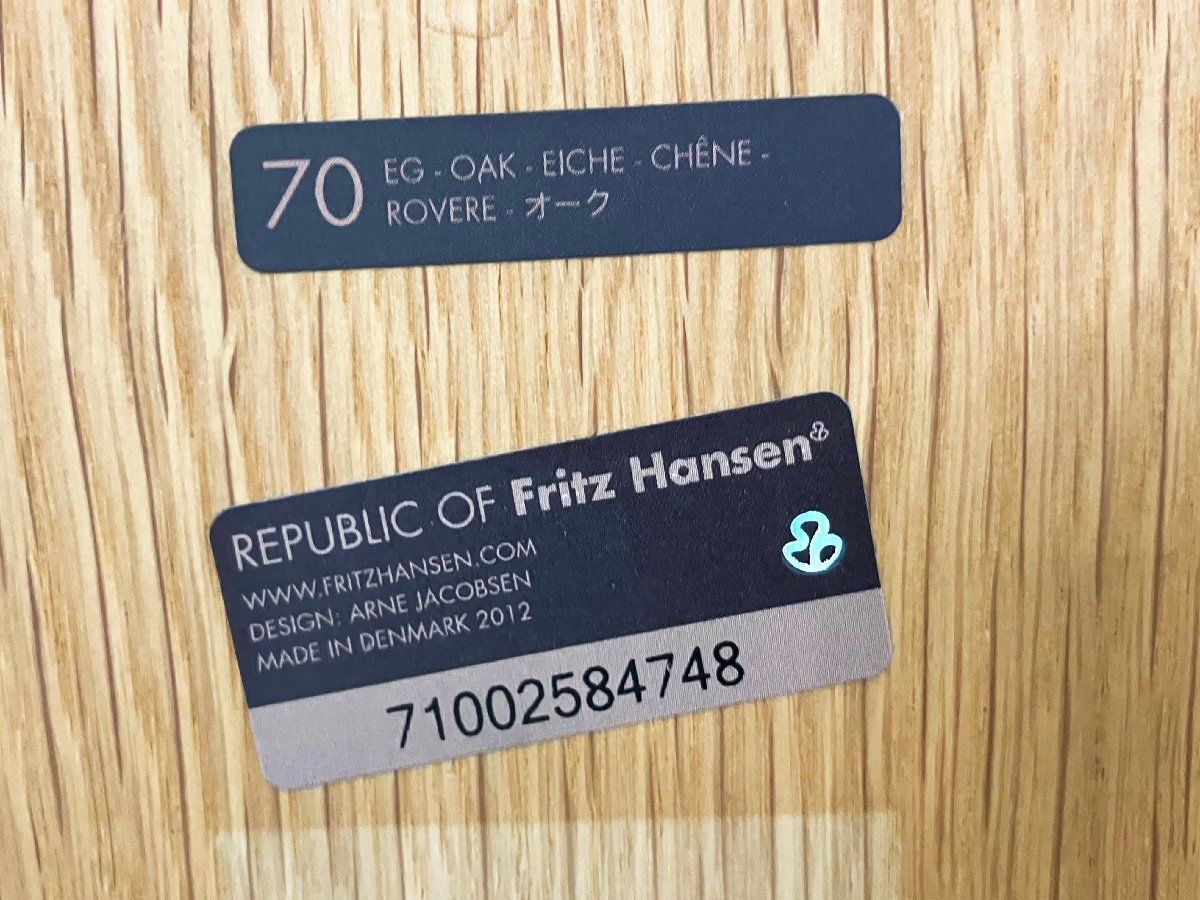 70 EG - OAK - EICHE - CHÊNE -
ROVERE - オーク
REPUBLIC OF Fritz Hansen
WWW.FRITZHANSEN.COM
DESIGN: ARNE JACOBSEN
MADE IN DENMARK 2012
71002584748